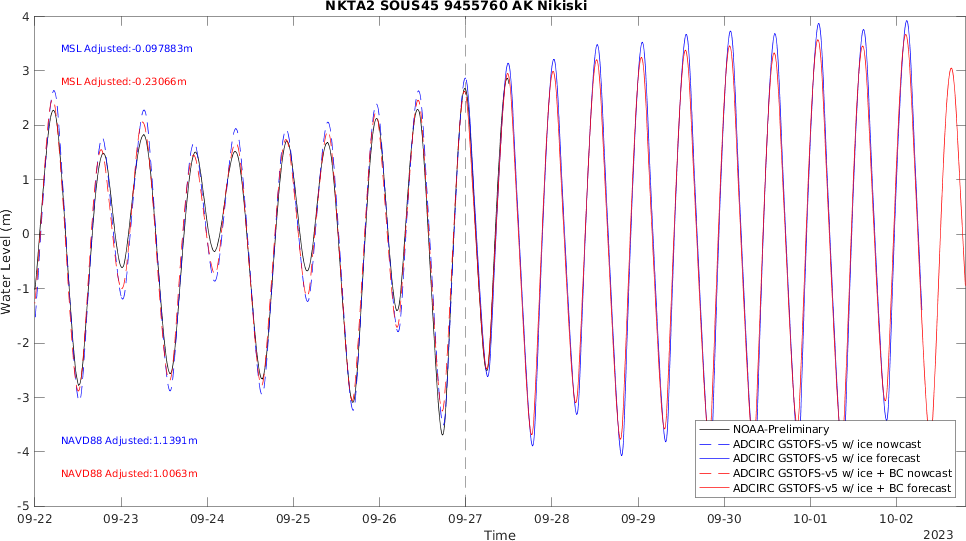 NKTA2 SOUS45 9455760 AK Nikiski
4
3
2
1
0
-1
-2
-3
-4
-5
Water Level (m)
MSL Adjusted:-0.097883m
MSL Adjusted:-0.23066m
NAVD88 Adjusted:1.1391m
NAVD88 Adjusted:1.0063m
NOAA-Preliminary
ADCIRC GSTOFS-v5 w/ ice nowcast
ADCIRC GSTOFS-v5 w/ ice forecast
ADCIRC GSTOFS-v5 w/ ice + BC nowcast
ADCIRC GSTOFS-v5 w/ ice + BC forecast
09-22 09-23 09-24 09-25 09-26 09-27 09-28 09-29 09-30 10-01 10-02
Time
2023